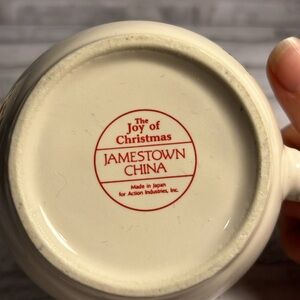 The
Joy of
Christmas
JAMESTOWN
CHINA
Made in Japan
for Action Industries, Inc.